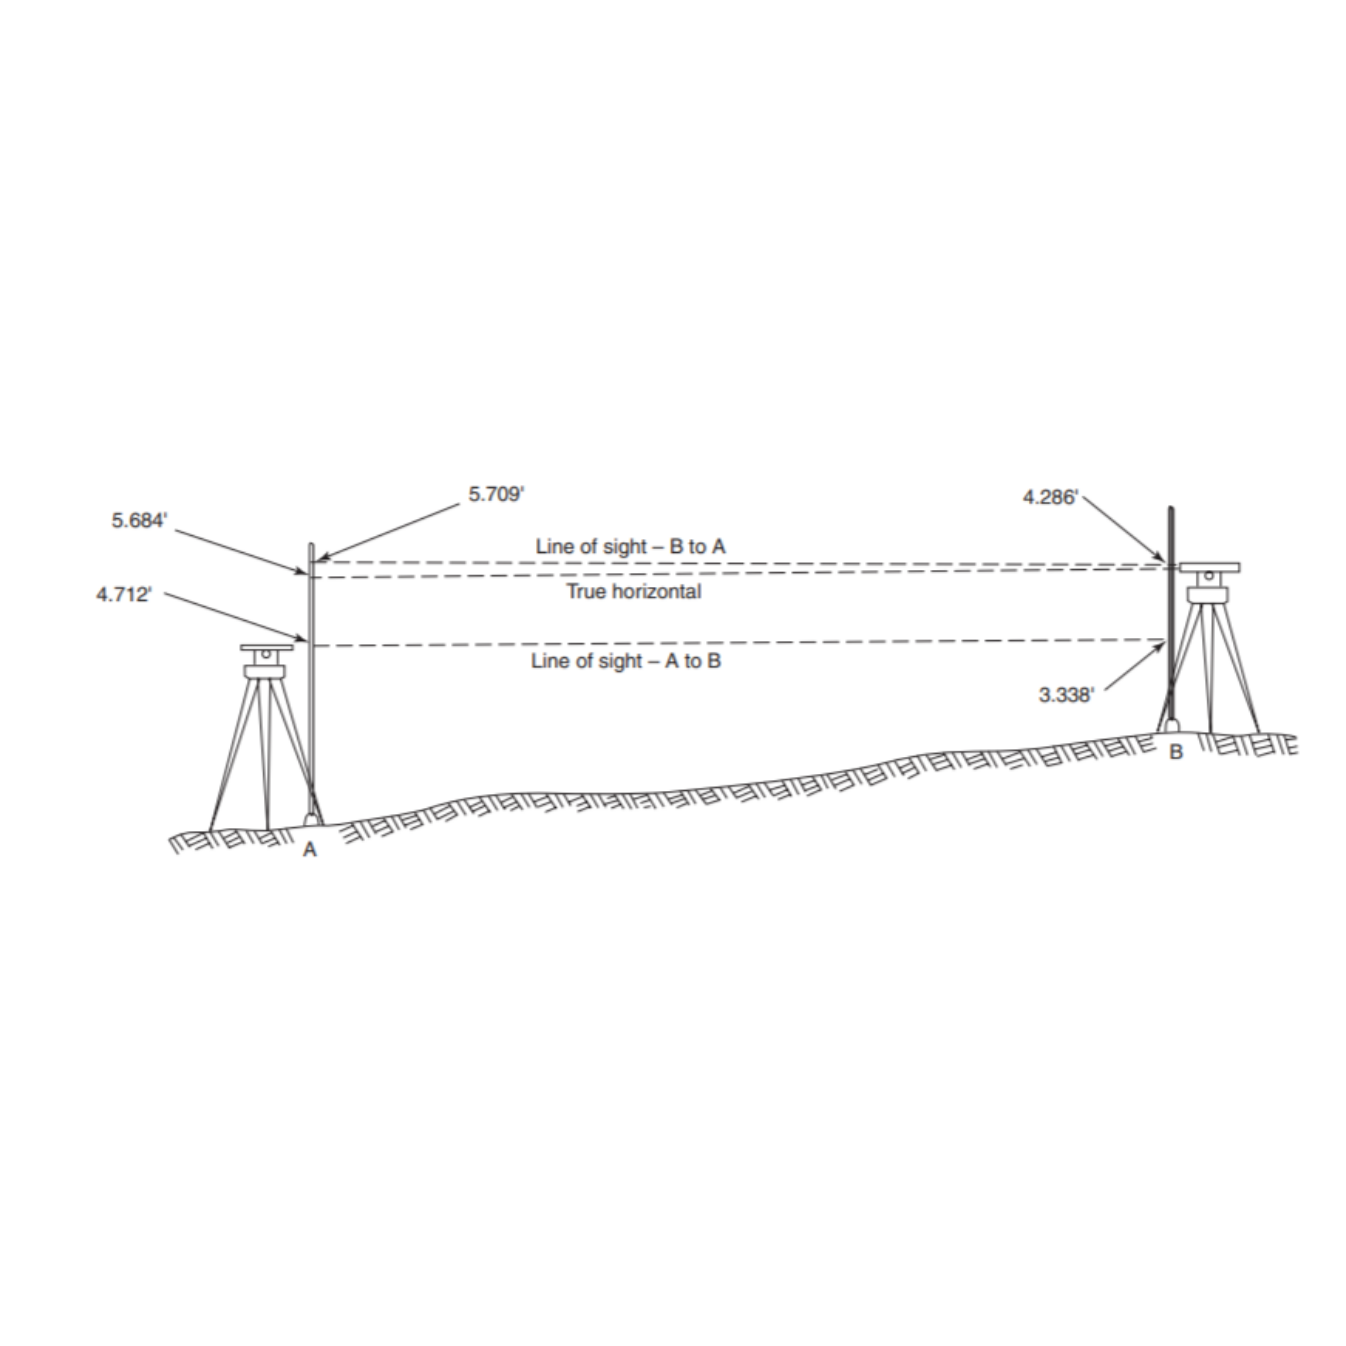 5.709'
4.286'
5.684'
Line of sight – B to A
True horizontal
4.712'
Line of sight – A to B
3.338'
B
A